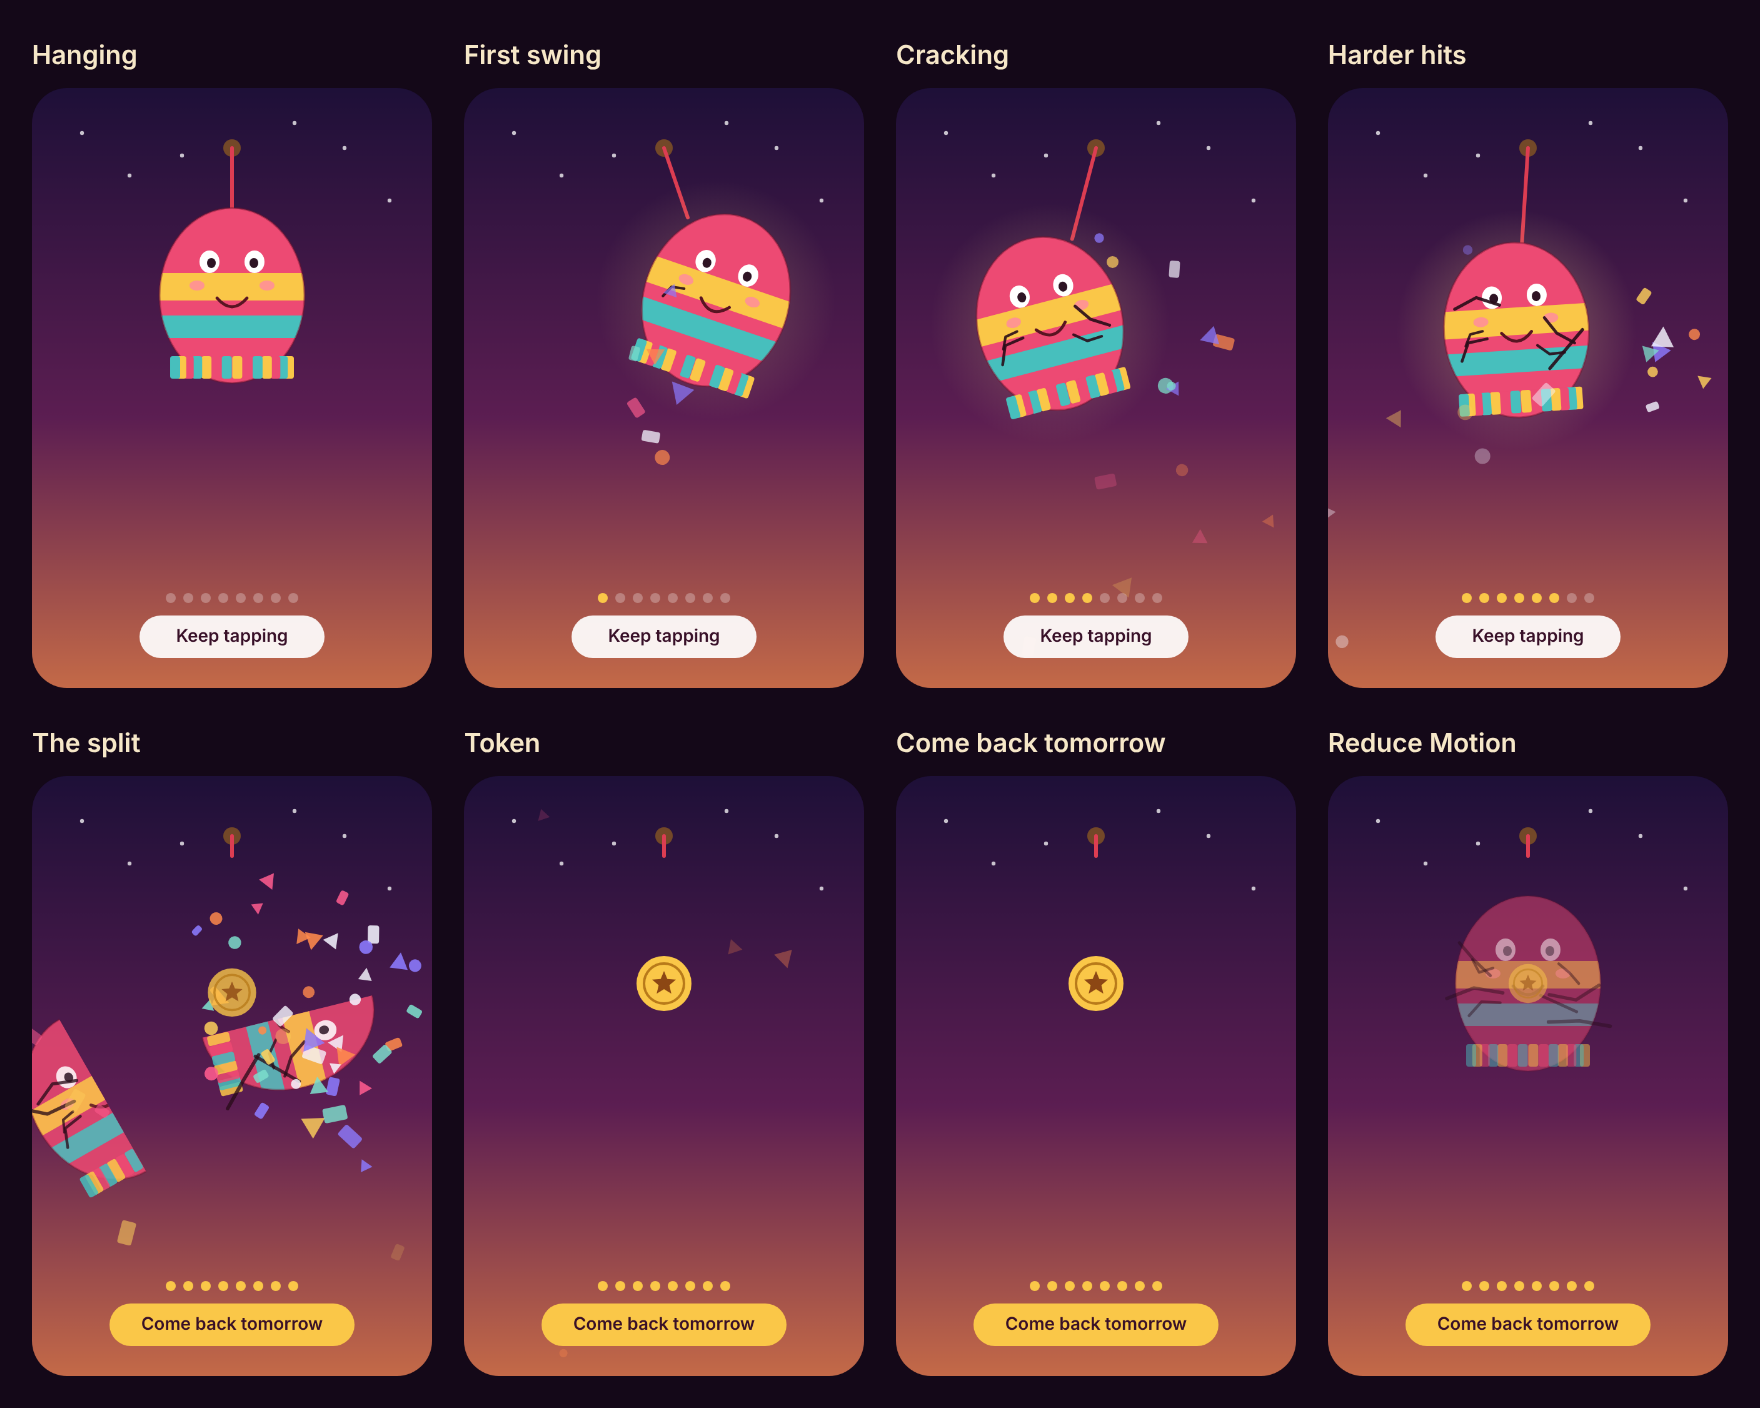 Hanging
First swing
Cracking
Harder hits
Keep tapping
Keep tapping
Keep tapping
Keep tapping
The split
Token
Come back tomorrow
Reduce Motion
Come back tomorrow
Come back tomorrow
Come back tomorrow
Come back tomorrow